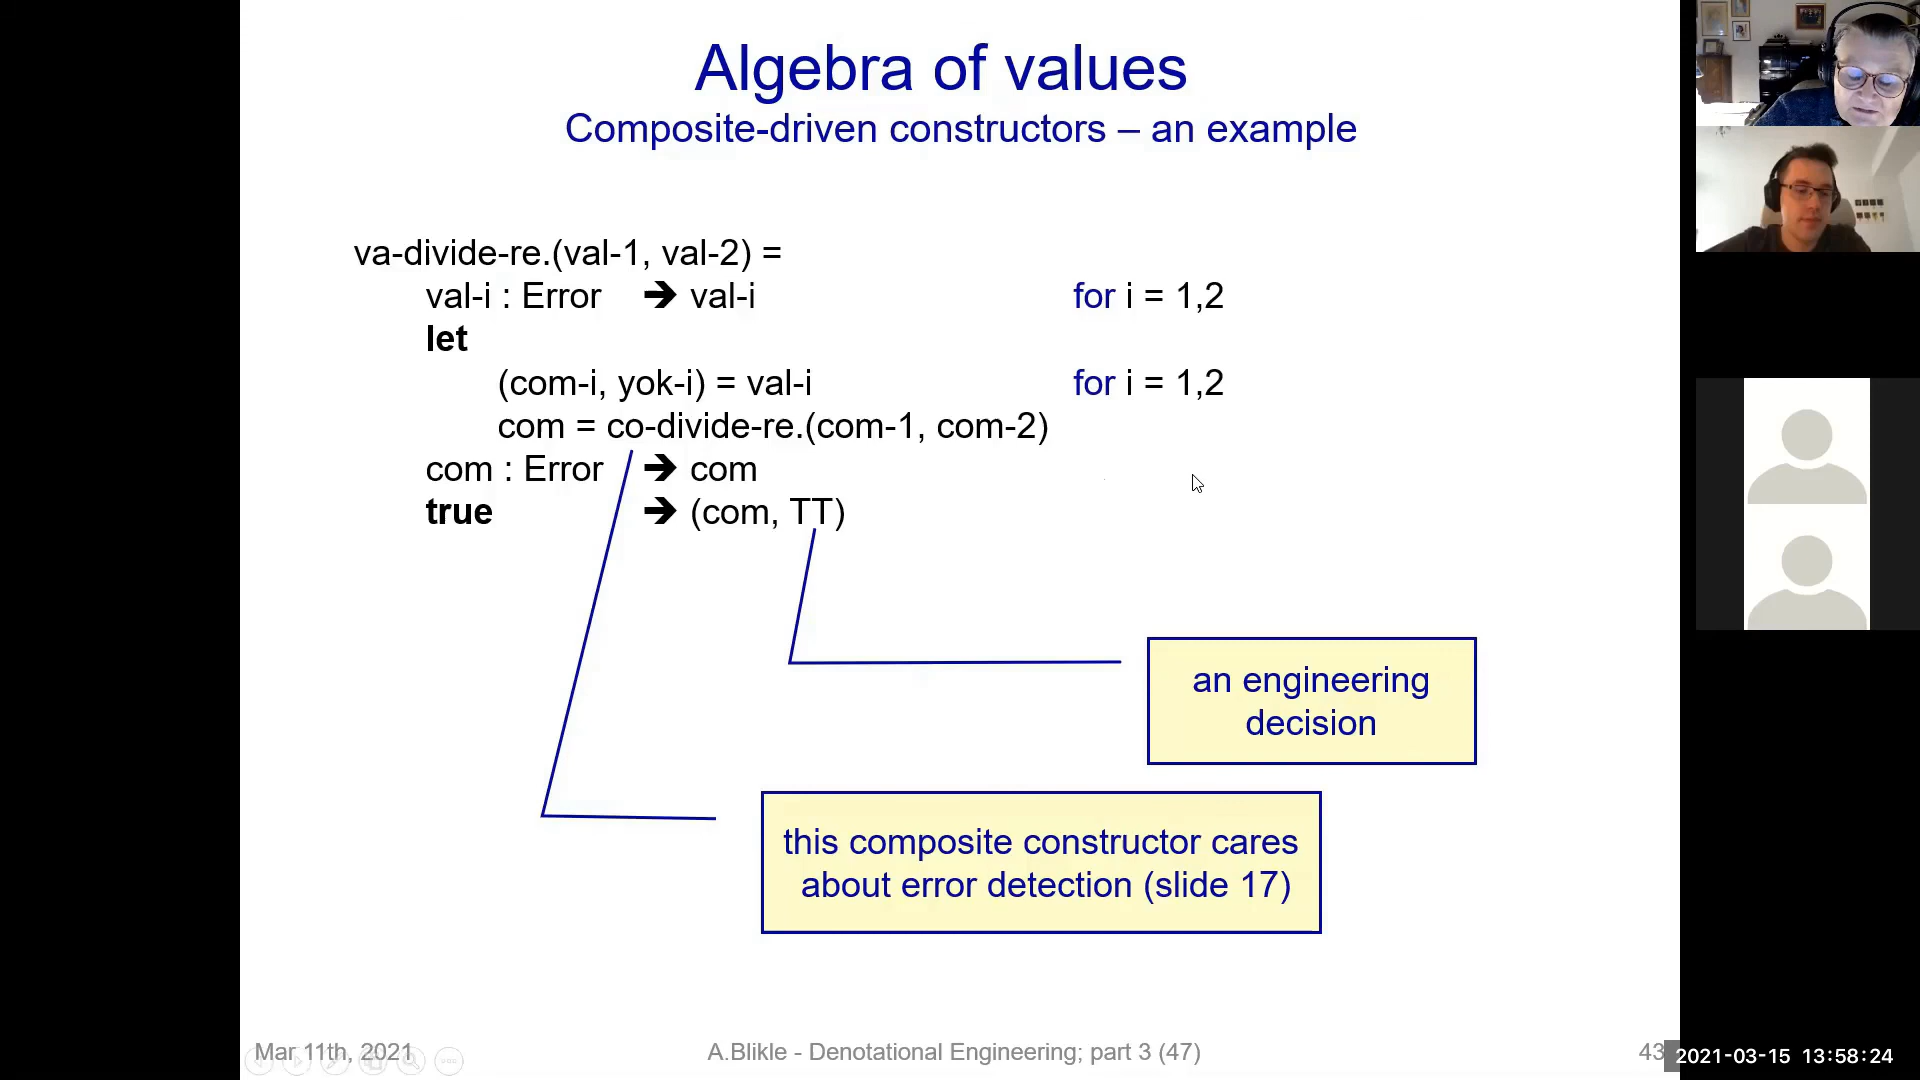 Algebra of values
Composite-driven constructors – an example
va-divide-re.(val-1, val-2) =
val-i : Error ➔ val-i for i = 1,2
let
(com-i, yok-i) = val-i for i = 1,2
com = co-divide-re.(com-1, com-2)
com : Error ➔ com
true ➔ (com, TT)
an engineering
decision
this composite constructor cares
about error detection (slide 17)
Mar 11th, 2021 A.Blikle - Denotational Engineering; part 3 (47) 43
2021-03-15 13:58:24